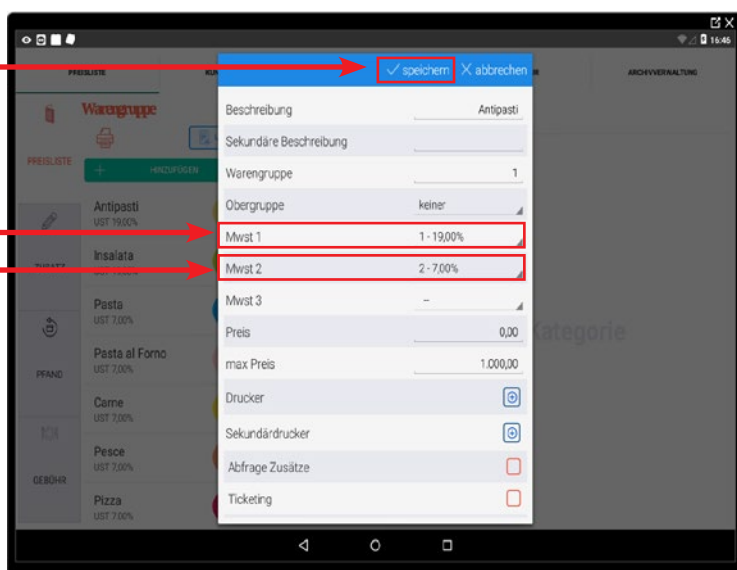 16:46
PREISLISTE
ARCHIVVERWALTUNG
speichern
abbrechen
Warengruppe
PREISLISTE
HINZUFÜGEN
Antipasti
UST 19,00%
Insalata
Pasta
UST 7,00%
Pasta al Forno
UST 7,00%
PFAND
Carne
UST 7,00%
Pesce
UST 7,00%
GEBÜHR
Pizza
UST 7.00%
Beschreibung Antipasti
Sekundäre Beschreibung
Warengruppe 1
Obergruppe keiner
Mwst 1 1 - 19,00%
Mwst 2 2 - 7,00%
Mwst 3 –
Preis 0,00
max Preis 1.000,00
Drucker
Sekundärdrucker
Abfrage Zusätze
Ticketing
Kategorie